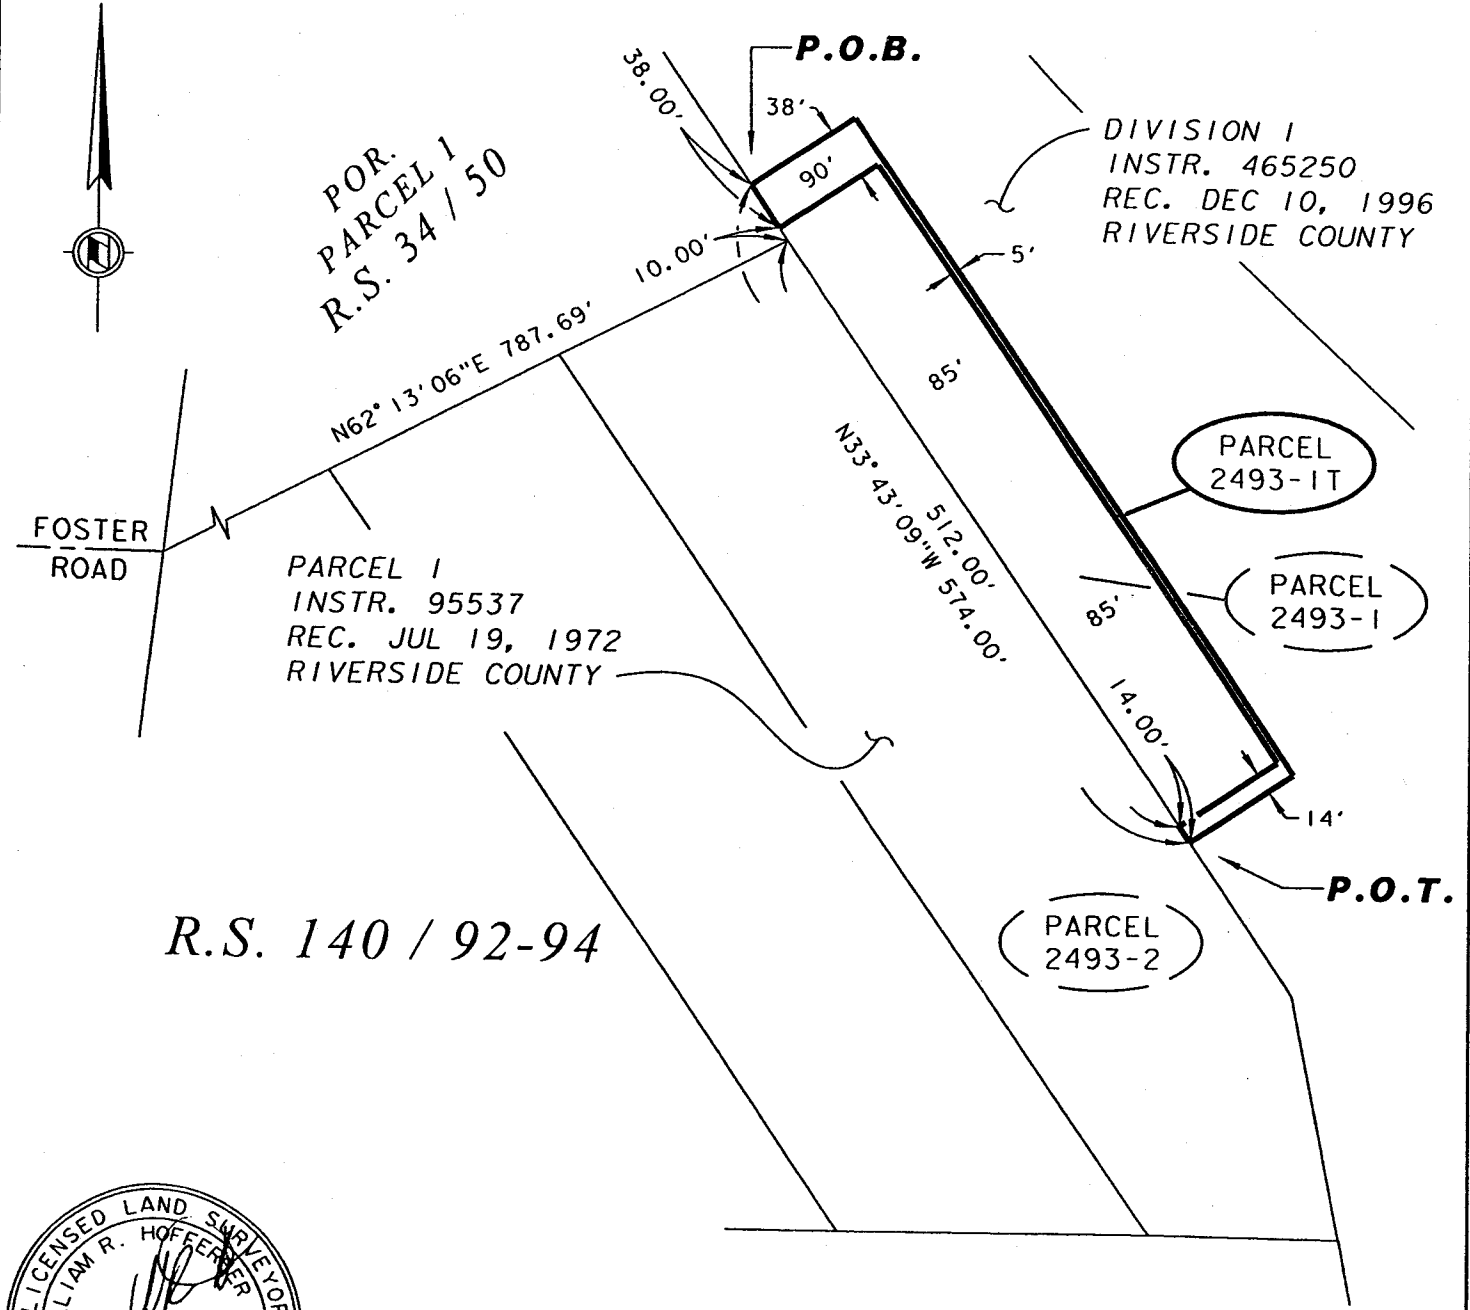 P.O.B.
38.00'
38'
90'
DIVISION 1
INSTR. 465250
REC. DEC 10, 1996
RIVERSIDE COUNTY
POR.
PARCEL 1
R.S. 34 / 50
10.00'
5'
N62° 13' 06"E 787.69'
85'
N33° 43' 09"W 574.00'
512.00'
PARCEL
2493-1T
FOSTER
ROAD
PARCEL 1
INSTR. 95537
REC. JUL 19, 1972
RIVERSIDE COUNTY
PARCEL
2493-1
85'
14.00'
14'
P.O.T.
R.S. 140 / 92-94
PARCEL
2493-2
LICENSED LAND SURVEYOR